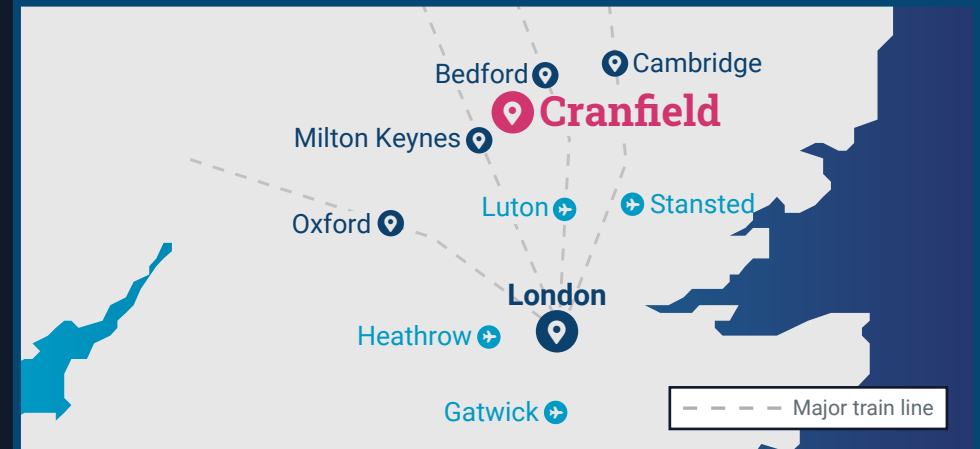 Cambridge
Bedford
Cranfield
Milton Keynes
Luton
Stansted
Oxford
London
Heathrow
Gatwick
Major train line